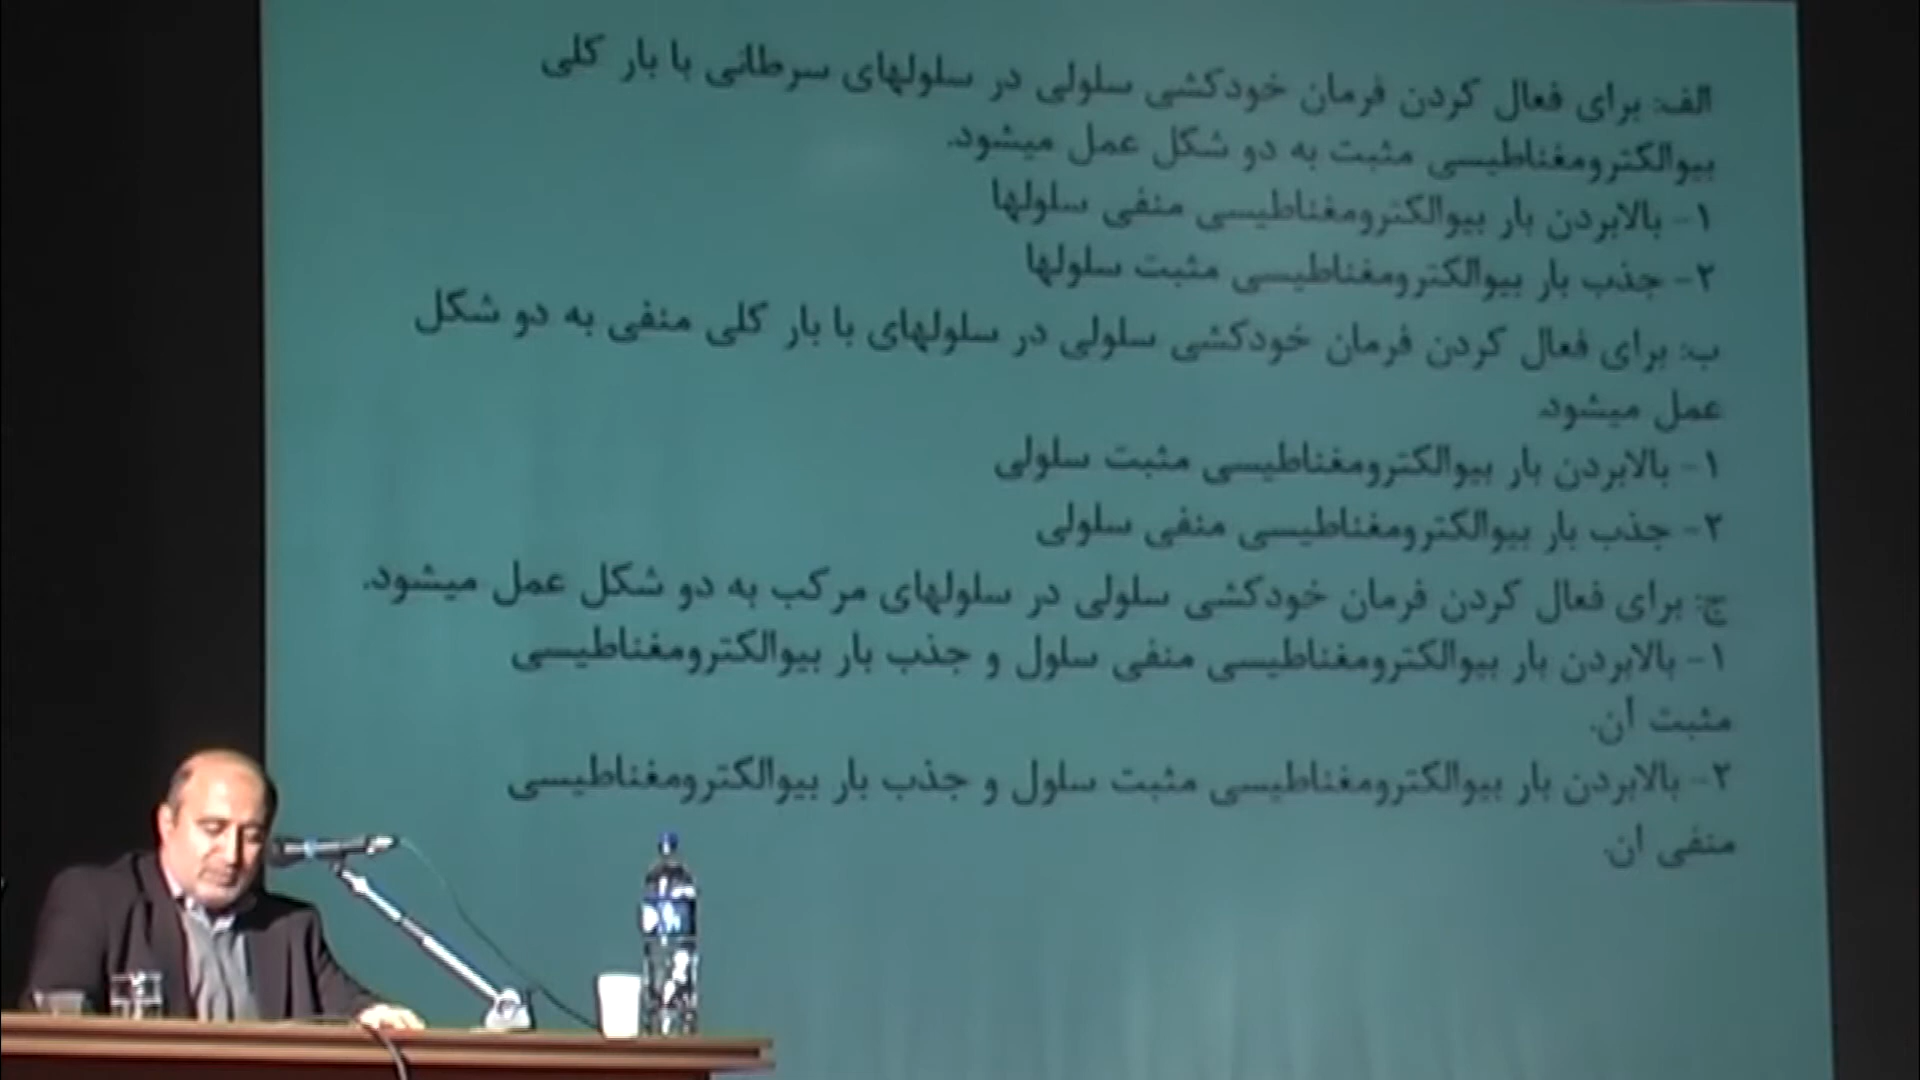 الف: برای فعال کردن فرمان خودکشی سلولی در سلولهای سرطانی با بار کلی
بیوالکترومغناطیسی مثبت به دو شکل عمل میشود.
۱- بالابردن بار بیوالکترومغناطیسی منفی سلولها
۲- جذب بار بیوالکترومغناطیسی مثبت سلولها
ب: برای فعال کردن فرمان خودکشی سلولی در سلولهای با بار کلی منفی به دو شکل
عمل میشود.
۱- بالابردن بار بیوالکترومغناطیسی مثبت سلولی
۲- جذب بار بیوالکترومغناطیسی منفی سلولی
ج: برای فعال کردن فرمان خودکشی سلولی در سلولهای مرکب به دو شکل عمل میشود.
۱- بالابردن بار بیوالکترومغناطیسی منفی سلول و جذب بار بیوالکترومغناطیسی
مثبت آن.
۲- بالابردن بار بیوالکترومغناطیسی مثبت سلول و جذب بار بیوالکترومغناطیسی
منفی آن.